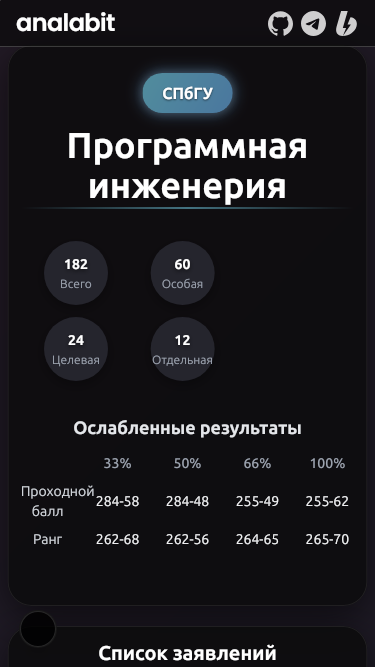 analabit
СПбГУ
Программная
инженерия
182
Всего
60
Особая
24
Целевая
12
Отдельная
Ослабленные результаты
33% 50% 66% 100%
Проходной
балл 284-58 284-48 255-49 255-62
Ранг 262-68 262-56 264-65 265-70
Список заявлений